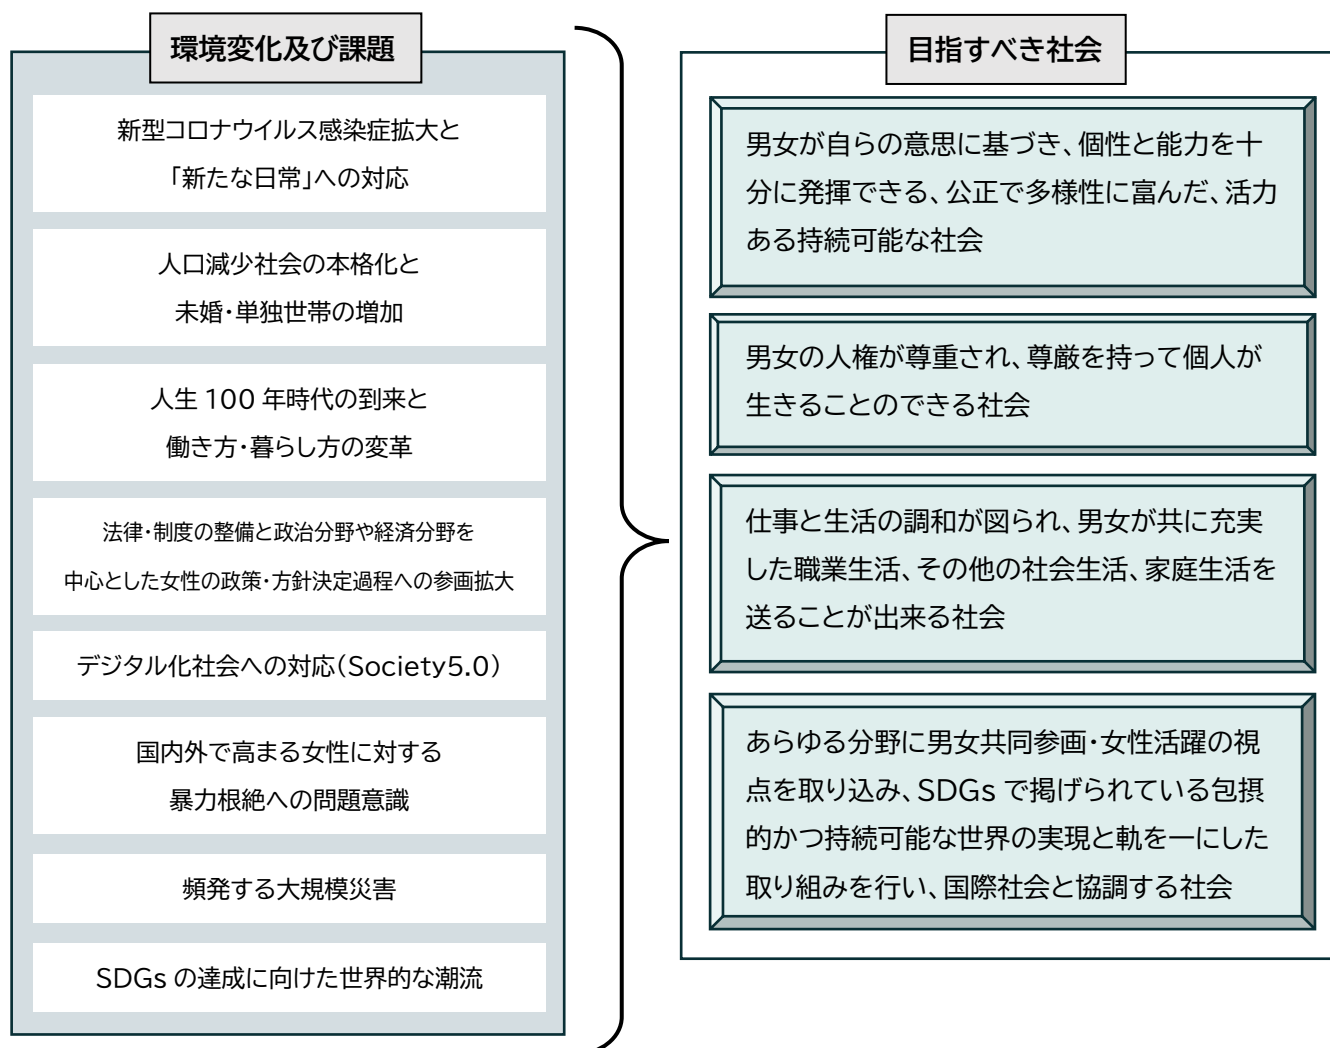 環境変化及び課題
新型コロナウイルス感染症拡大と
「新たな日常」への対応
人口減少社会の本格化と
未婚・単独世帯の増加
人生 100 年時代の到来と
働き方・暮らし方の変革
法律・制度の整備と政治分野や経済分野を
中心とした女性の政策・方針決定過程への参画拡大
デジタル化社会への対応(Society5.0)
国内外で高まる女性に対する
暴力根絶への問題意識
頻発する大規模災害
SDGs の達成に向けた世界的な潮流
目指すべき社会
男女が自らの意思に基づき、個性と能力を十
分に発揮できる、公正で多様性に富んだ、活力
ある持続可能な社会
男女の人権が尊重され、尊厳を持って個人が
生きることのできる社会
仕事と生活の調和が図られ、男女が共に充実
した職業生活、その他の社会生活、家庭生活を
送ることが出来る社会
あらゆる分野に男女共同参画・女性活躍の視
点を取り込み、SDGs で掲げられている包摂
的かつ持続可能な世界の実現と軌を一にした
取り組みを行い、国際社会と協調する社会